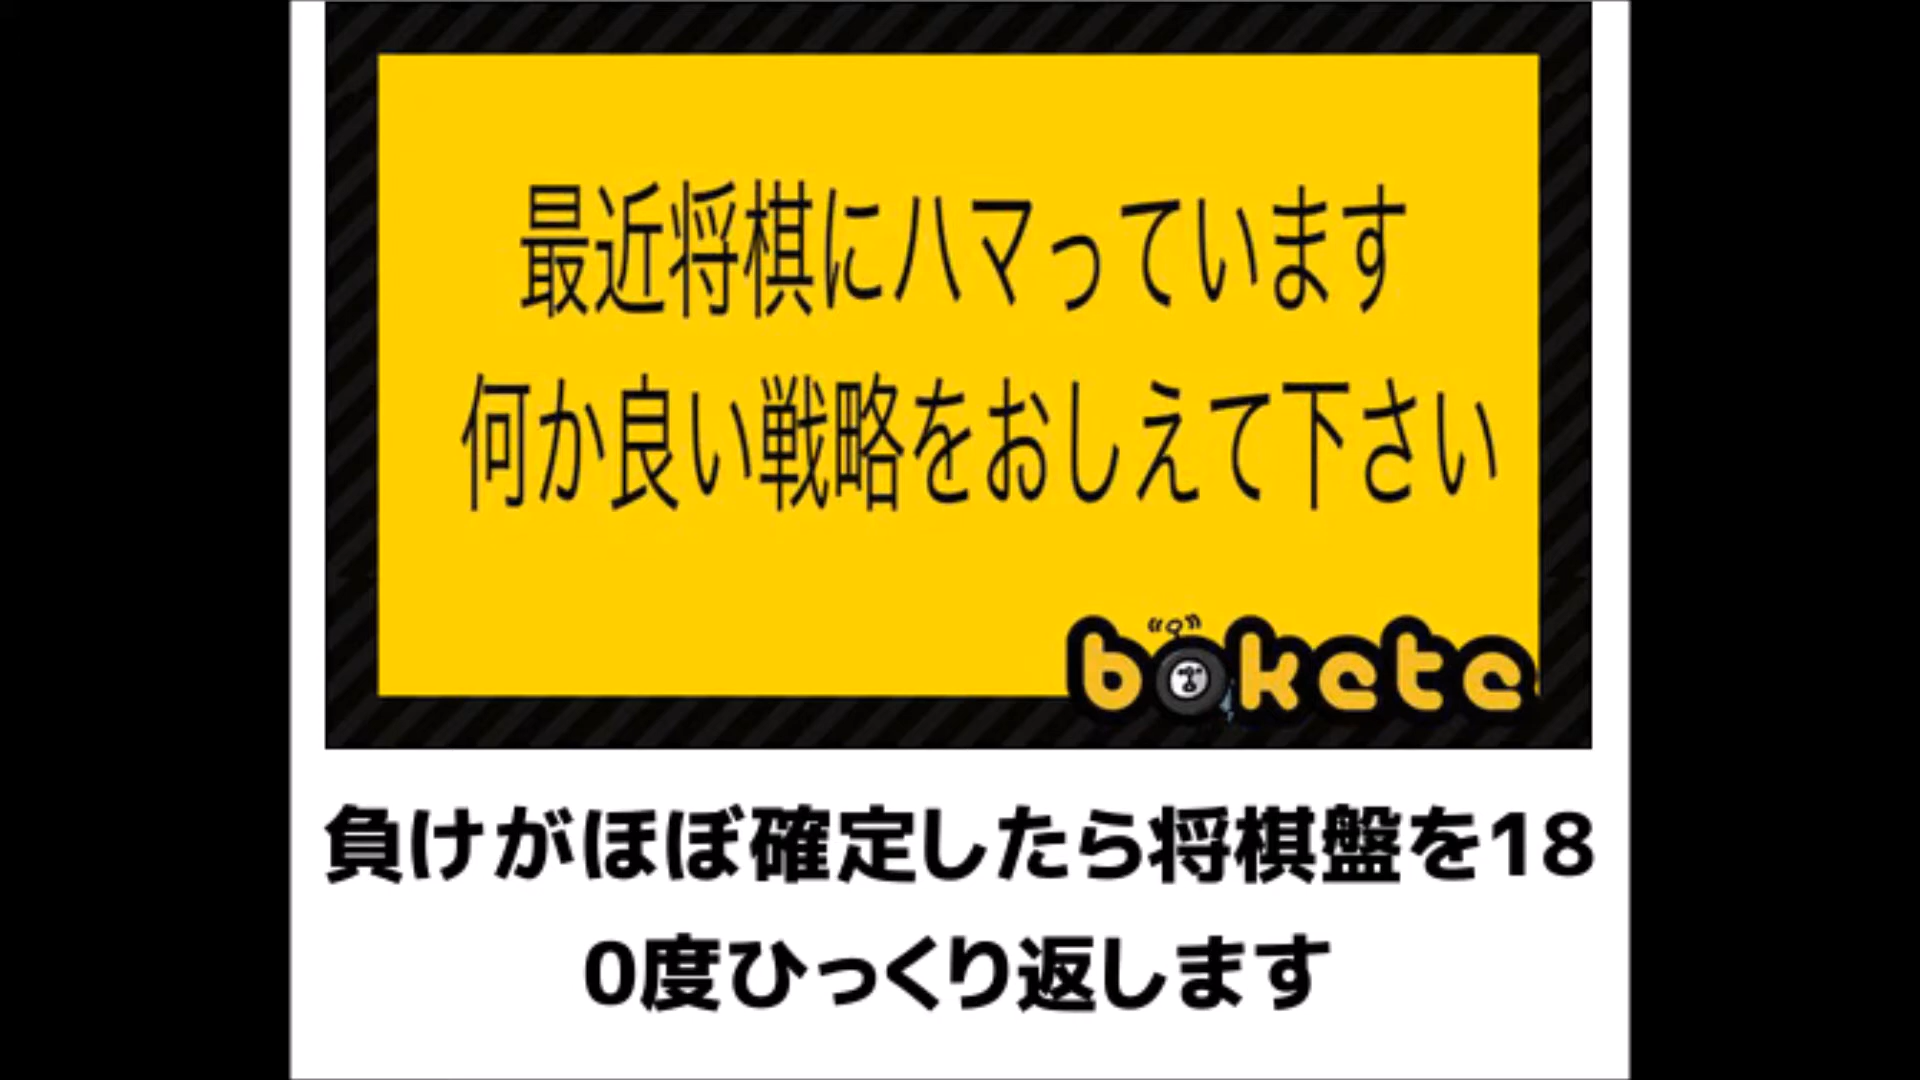 最近将棋にハマっています
何か良い戦略をおしえて下さい
bokete
負けがほぼ確定したら将棋盤を18
0度ひっくり返します